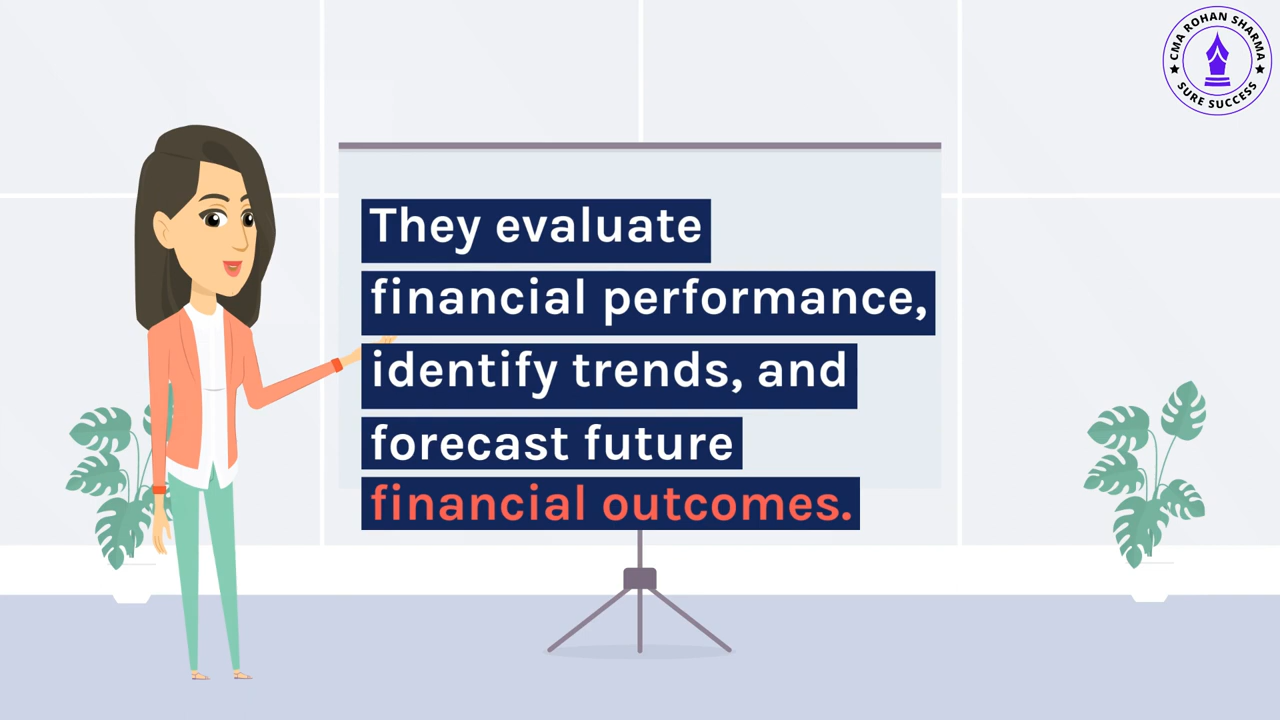 CMA ROHAN SHARMA
SURE SUCCESS
They evaluate
financial performance,
identify trends, and
forecast future
financial outcomes.